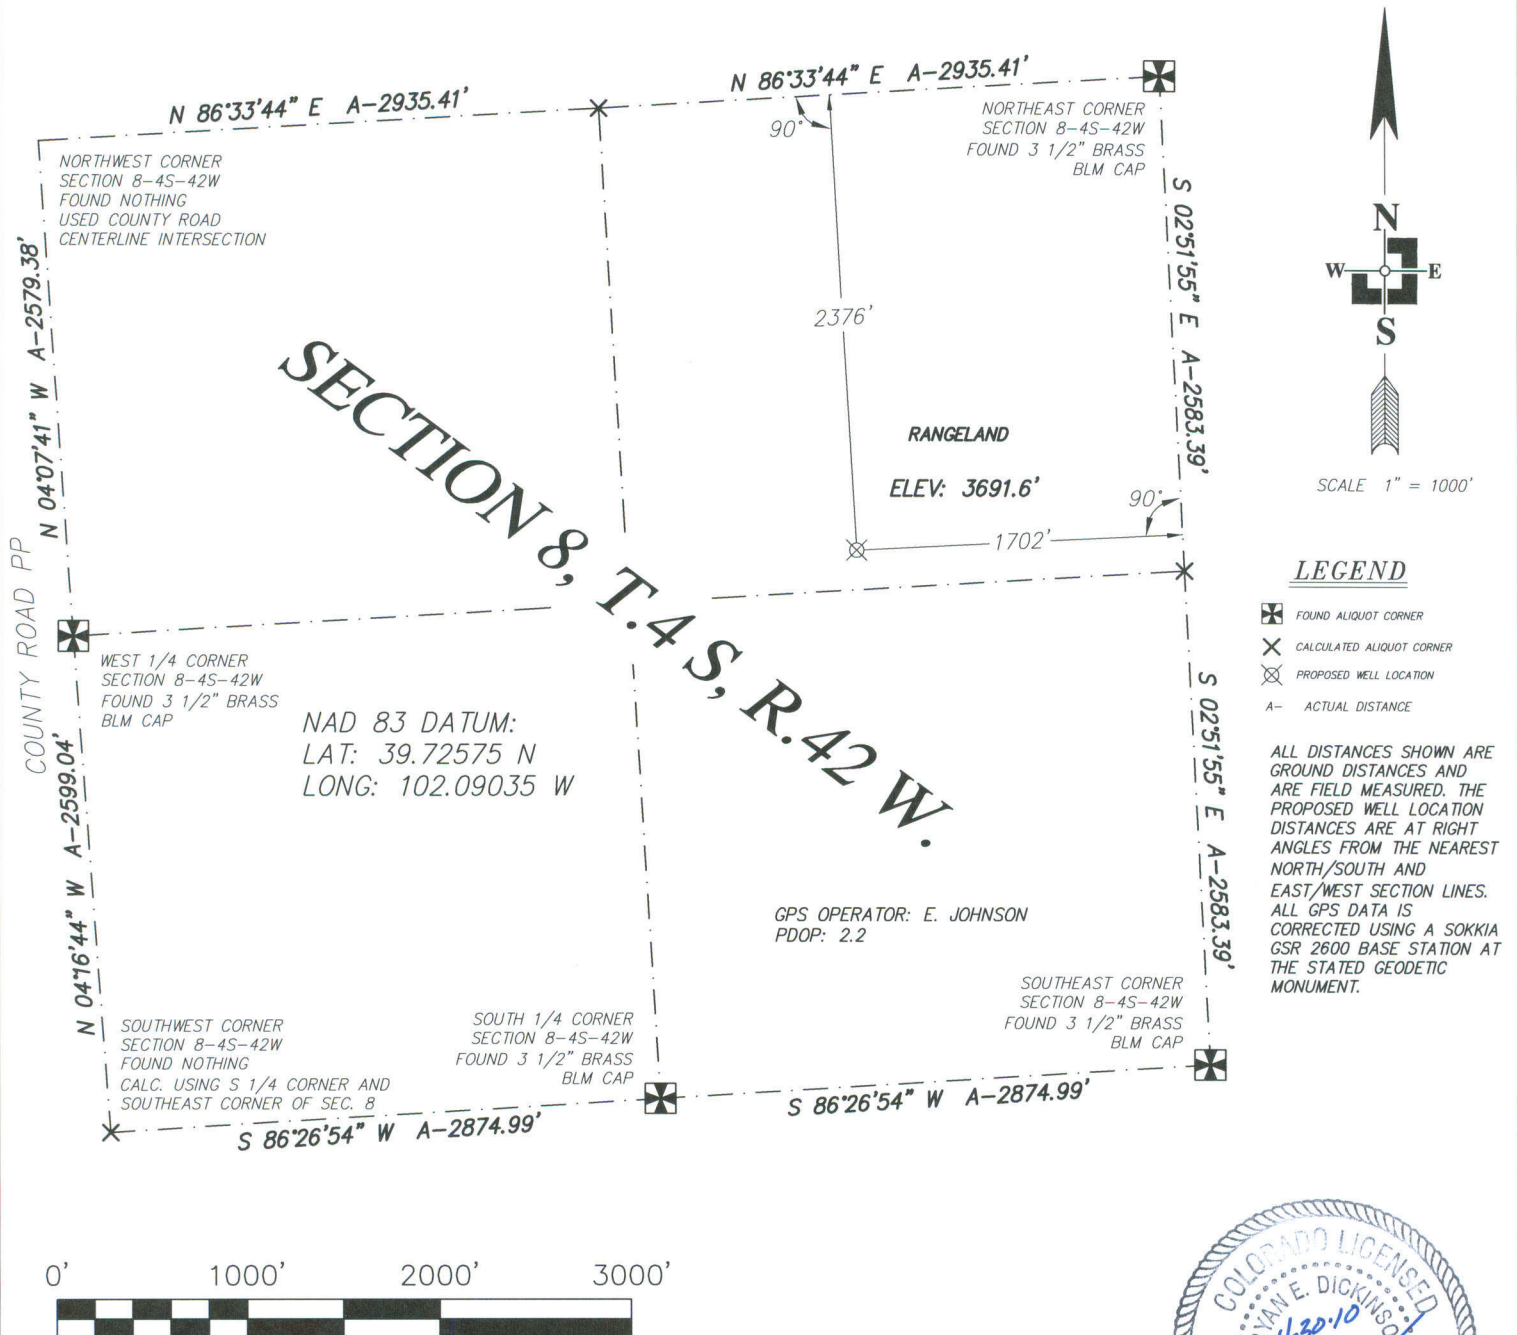 N 86°33'44" E A-2935.41'
N 86°33'44" E A-2935.41'
90°
NORTHWEST CORNER
SECTION 8-4S-42W
FOUND NOTHING
USED COUNTY ROAD
CENTERLINE INTERSECTION
NORTHEAST CORNER
SECTION 8-4S-42W
FOUND 3 1/2" BRASS
BLM CAP
N 04°07'41" W A-2579.38'
S 02°51'55" E A-2583.39'
2376'
SECTION 8, T.4 S, R.42 W.
RANGELAND
ELEV: 3691.6'
90°
1702'
COUNTY ROAD PP
WEST 1/4 CORNER
SECTION 8-4S-42W
FOUND 3 1/2" BRASS
BLM CAP
NAD 83 DATUM:
LAT: 39.72575 N
LONG: 102.09035 W
N 04°16'44" W A-2599.04'
S 02°51'55" E A-2583.39'
GPS OPERATOR: E. JOHNSON
PDOP: 2.2
SOUTHWEST CORNER
SECTION 8-4S-42W
FOUND NOTHING
CALC. USING S 1/4 CORNER AND
SOUTHEAST CORNER OF SEC. 8
SOUTH 1/4 CORNER
SECTION 8-4S-42W
FOUND 3 1/2" BRASS
BLM CAP
SOUTHEAST CORNER
SECTION 8-4S-42W
FOUND 3 1/2" BRASS
BLM CAP
S 86°26'54" W A-2874.99'
S 86°26'54" W A-2874.99'
N
W E
S
SCALE 1" = 1000'
LEGEND
FOUND ALIQUOT CORNER
CALCULATED ALIQUOT CORNER
PROPOSED WELL LOCATION
A- ACTUAL DISTANCE
ALL DISTANCES SHOWN ARE
GROUND DISTANCES AND
ARE FIELD MEASURED. THE
PROPOSED WELL LOCATION
DISTANCES ARE AT RIGHT
ANGLES FROM THE NEAREST
NORTH/SOUTH AND
EAST/WEST SECTION LINES.
ALL GPS DATA IS
CORRECTED USING A SOKKIA
GSR 2600 BASE STATION AT
THE STATED GEODETIC
MONUMENT.
0' 1000' 2000' 3000'
COLORADO LICENSED
E. DICKINSO